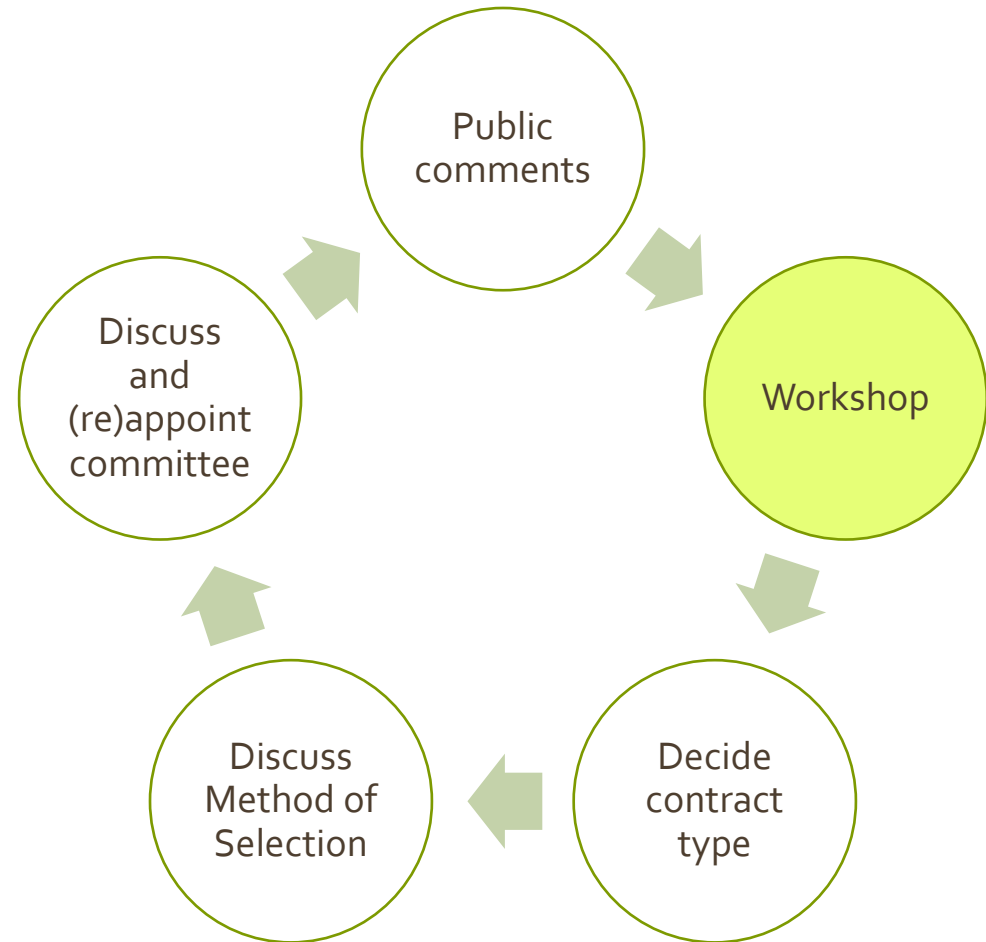 Public
comments
Workshop
Decide
contract
type
Discuss
Method of
Selection
Discuss
and
(re)appoint
committee